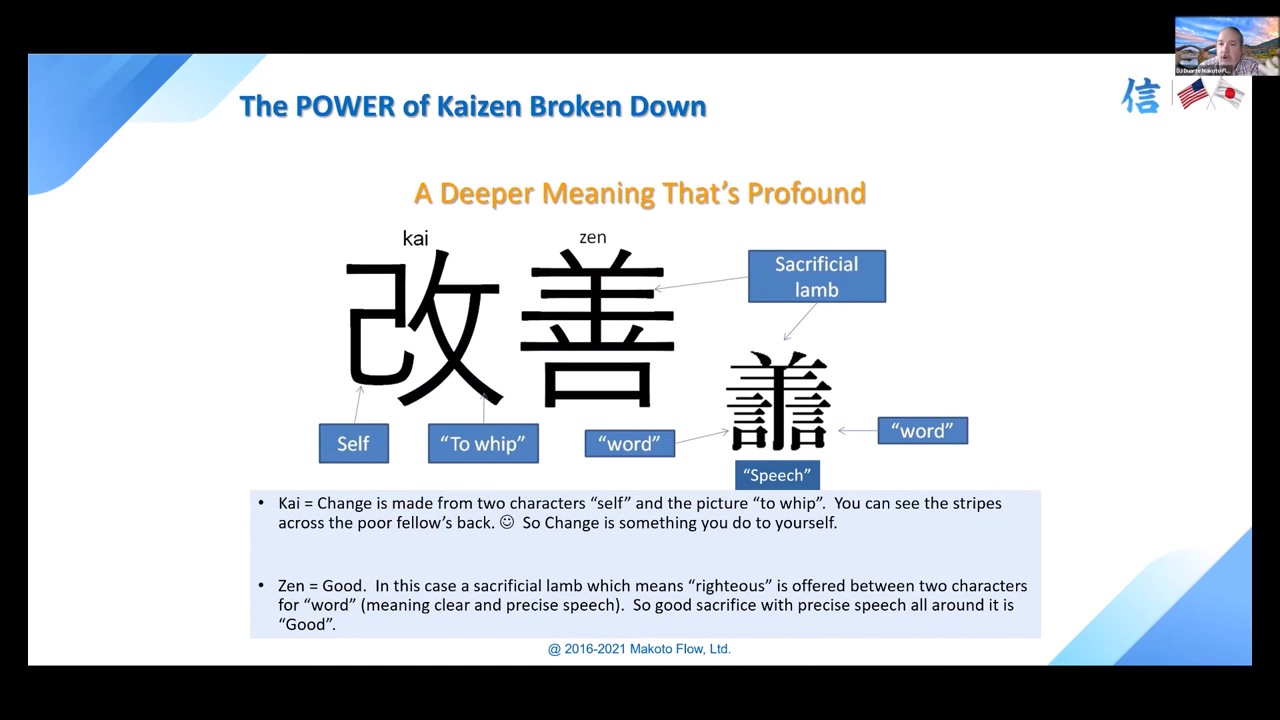 DJ Duarte Makoto Fl...
信
The POWER of Kaizen Broken Down
A Deeper Meaning That's Profound
kai
zen
改善
Sacrificial
lamb
譱
Self
"To whip"
"word"
"word"
"Speech"
• Kai = Change is made from two characters "self" and the picture "to whip". You can see the stripes
across the poor fellow's back. ☺ So Change is something you do to yourself.
• Zen = Good. In this case a sacrificial lamb which means "righteous" is offered between two characters
for "word" (meaning clear and precise speech). So good sacrifice with precise speech all around it is
"Good".
@ 2016-2021 Makoto Flow, Ltd.